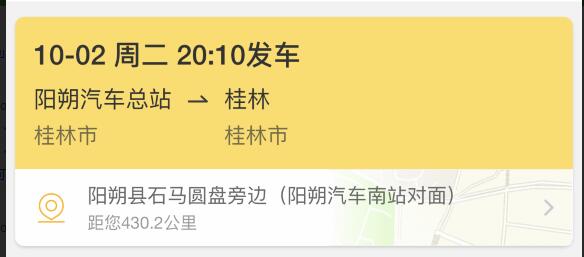 10-02 周二 20:10发车
阳朔汽车总站 → 桂林
桂林市 桂林市
阳朔县石马圆盘旁边（阳朔汽车南站对面）
距您430.2公里